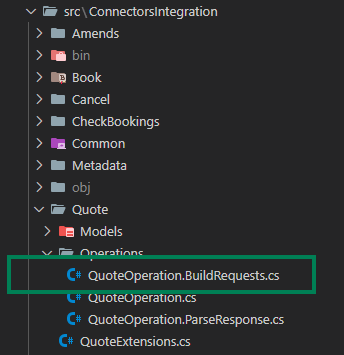 src\ConnectorsIntegration
Amends
bin
Book
Cancel
CheckBookings
Common
Metadata
obj
Quote
Models
Operations
QuoteOperation.BuildRequests.cs
QuoteOperation.cs
QuoteOperation.ParseResponse.cs
QuoteExtensions.cs